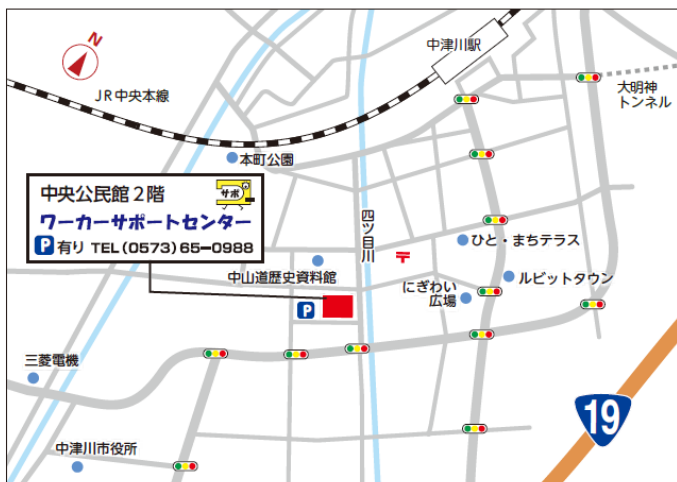 N
中津川駅
JR中央本線
大明神
トンネル
本町公園
中央公民館2階
サポ
ワーカーサポートセンター
P有り TEL(0573)65-0988
四ツ目川
ひと・まちテラス
中山道歴史資料館
ルビットタウン
にぎわい
広場
P
三菱電機
19
中津川市役所